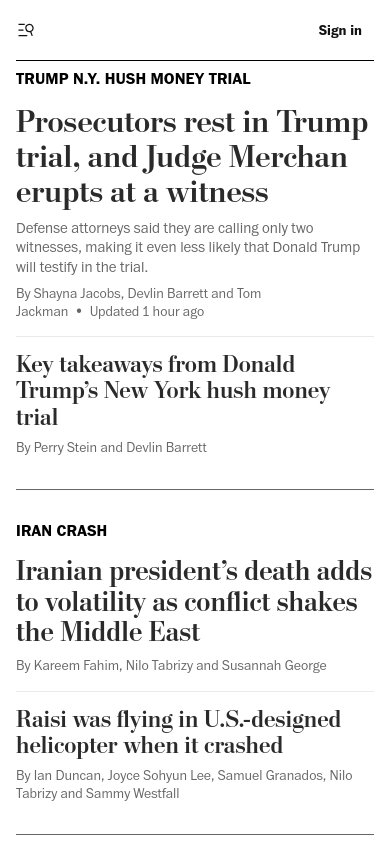 Sign in
TRUMP N.Y. HUSH MONEY TRIAL
Prosecutors rest in Trump
trial, and Judge Merchan
erupts at a witness
Defense attorneys said they are calling only two
witnesses, making it even less likely that Donald Trump
will testify in the trial.
By Shayna Jacobs, Devlin Barrett and Tom
Jackman • Updated 1 hour ago
Key takeaways from Donald
Trump’s New York hush money
trial
By Perry Stein and Devlin Barrett
IRAN CRASH
Iranian president’s death adds
to volatility as conflict shakes
the Middle East
By Kareem Fahim, Nilo Tabrizy and Susannah George
Raisi was flying in U.S.-designed
helicopter when it crashed
By Ian Duncan, Joyce Sohyun Lee, Samuel Granados, Nilo
Tabrizy and Sammy Westfall